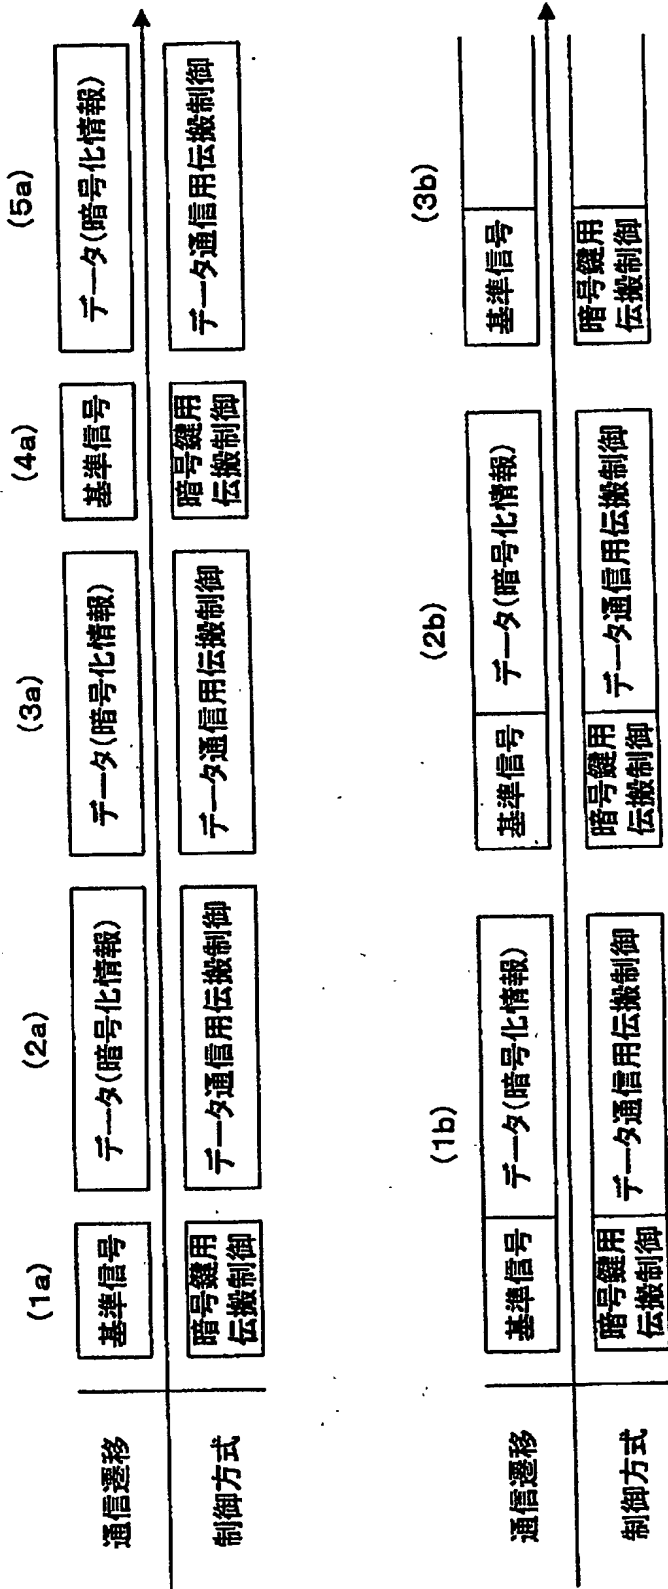 (1a)
(2a)
(3a)
(4a)
(5a)
通信遷移
基準信号
データ(暗号化情報)
データ(暗号化情報)
基準信号
データ(暗号化情報)
制御方式
暗号鍵用
伝搬制御
データ通信用伝搬制御
データ通信用伝搬制御
暗号鍵用
伝搬制御
データ通信用伝搬制御
(1b)
(2b)
(3b)
通信遷移
基準信号
データ(暗号化情報)
基準信号
データ(暗号化情報)
基準信号
制御方式
暗号鍵用
伝搬制御
データ通信用伝搬制御
暗号鍵用
伝搬制御
データ通信用伝搬制御
暗号鍵用
伝搬制御